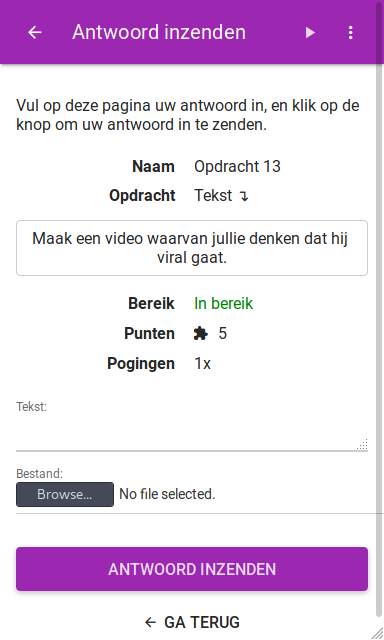 Antwoord inzenden
Vul op deze pagina uw antwoord in, en klik op de
knop om uw antwoord in te zenden.
Naam Opdracht 13
Opdracht Tekst ↴
Maak een video waarvan jullie denken dat hij
viral gaat.
Bereik In bereik
Punten 5
Pogingen 1x
Tekst:
Bestand:
Browse... No file selected.
ANTWOORD INZENDEN
← GA TERUG